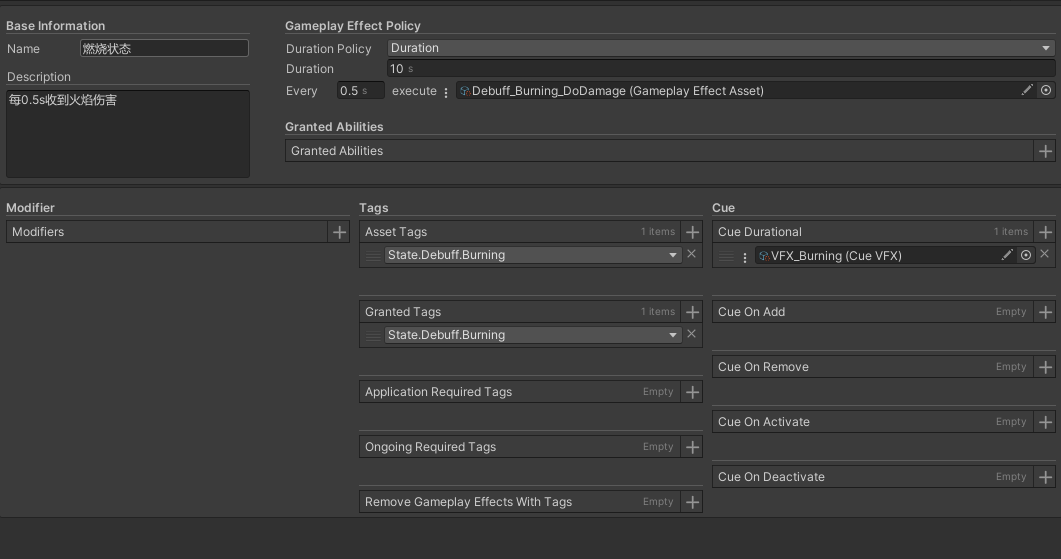 Base Information
Name 燃烧状态
Description
每0.5s收到火焰伤害
Gameplay Effect Policy
Duration Policy Duration
Duration 10 s
Every 0.5 s execute Debuff_Burning_DoDamage (Gameplay Effect Asset)
Granted Abilities
Granted Abilities
Modifier
Modifiers
Tags
Asset Tags 1 items
State.Debuff.Burning
Granted Tags 1 items
State.Debuff.Burning
Application Required Tags Empty
Ongoing Required Tags Empty
Remove Gameplay Effects With Tags Empty
Cue
Cue Durational 1 items
VFX_Burning (Cue VFX)
Cue On Add Empty
Cue On Remove Empty
Cue On Activate Empty
Cue On Deactivate Empty